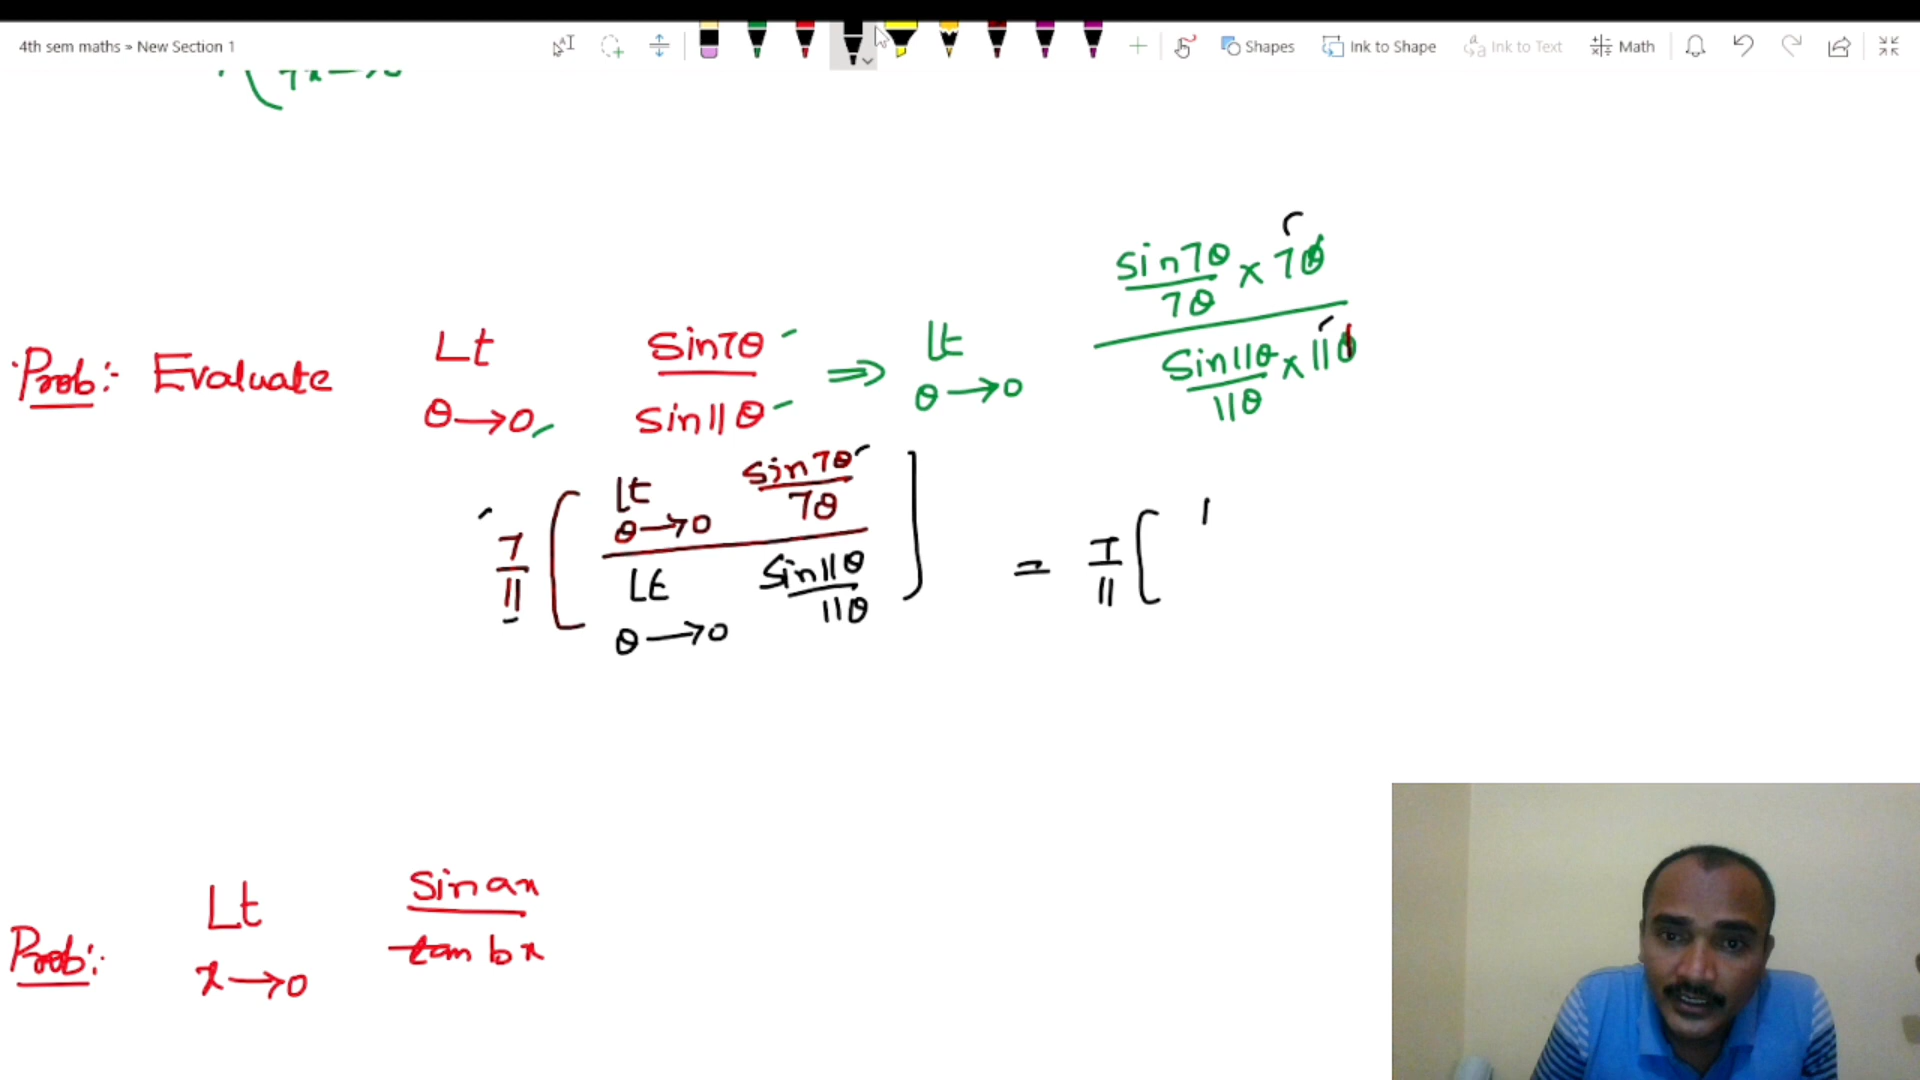 4th sem maths » New Section 1
Shapes Ink to Shape Ink to Text Math
Prob:- Evaluate Lt θ→0 sin7θ / sin11θ ⇒ lt θ→0 sin7θ/7θ × 7θ / sin11θ/11θ × 11θ
7/11 [ lt θ→0 sin7θ/7θ / Lt θ→0 sin11θ/11θ ] = 7/11 [ 1
Prob:- Lt x→0 sin ax / tan bx